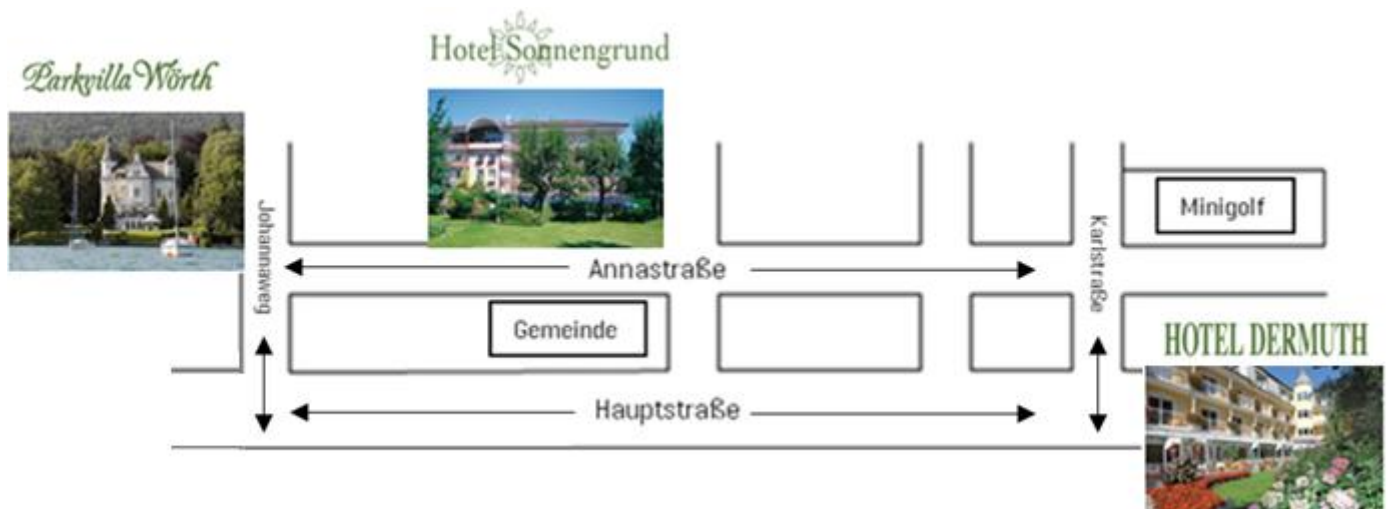 Parkvilla Wörth
Hotel Sonnengrund
Johannaweg
Annastraße
Karlstraße
Minigolf
Gemeinde
HOTEL DERMUTH
Hauptstraße